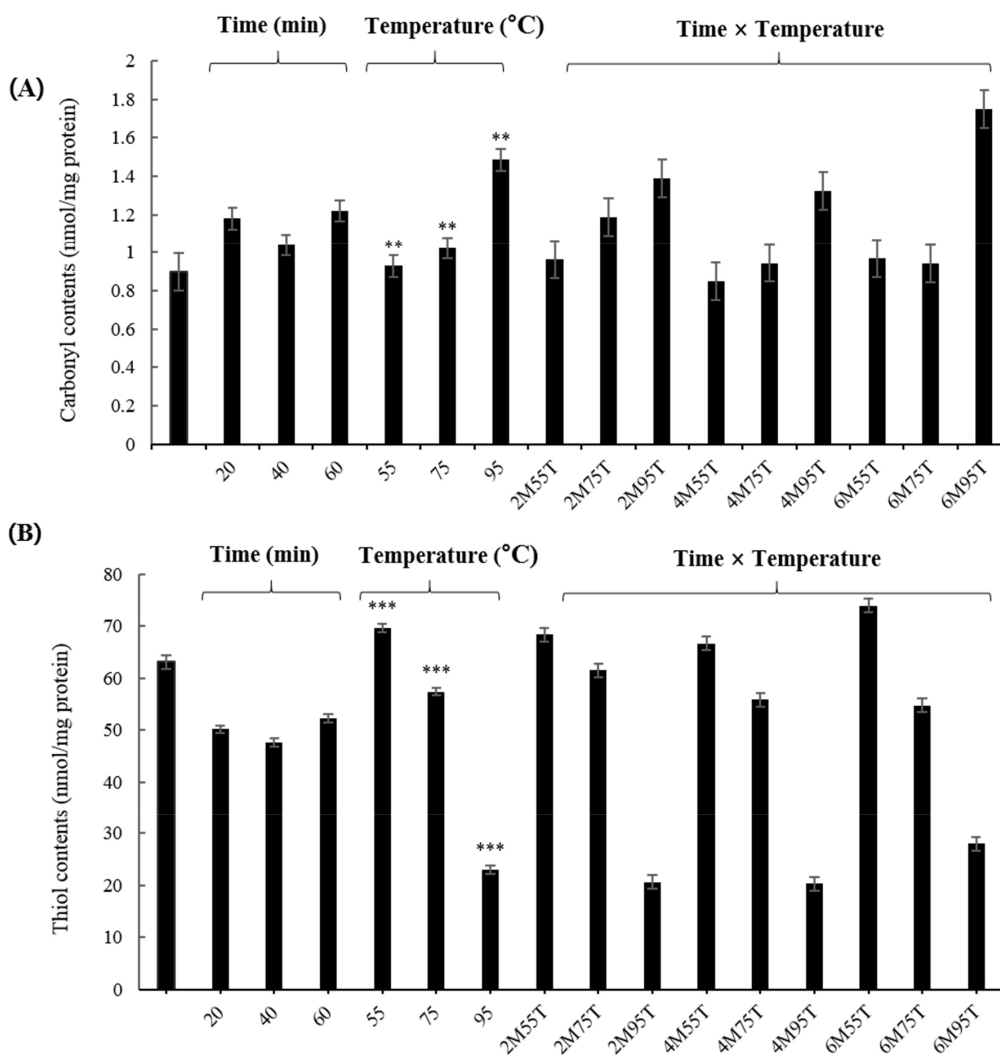 Time (min) Temperature (°C) Time × Temperature
(A)
Carbonyl contents (nmol/mg protein)
2
1.8
1.6
1.4
1.2
1
0.8
0.6
0.4
0.2
0
** ** **
20 40 60 55 75 95 2M55T 2M75T 2M95T 4M55T 4M75T 4M95T 6M55T 6M75T 6M95T
(B)
Time (min) Temperature (°C) Time × Temperature
Thiol contents (nmol/mg protein)
80
70
60
50
40
30
20
10
0
*** *** ***
20 40 60 55 75 95 2M55T 2M75T 2M95T 4M55T 4M75T 4M95T 6M55T 6M75T 6M95T